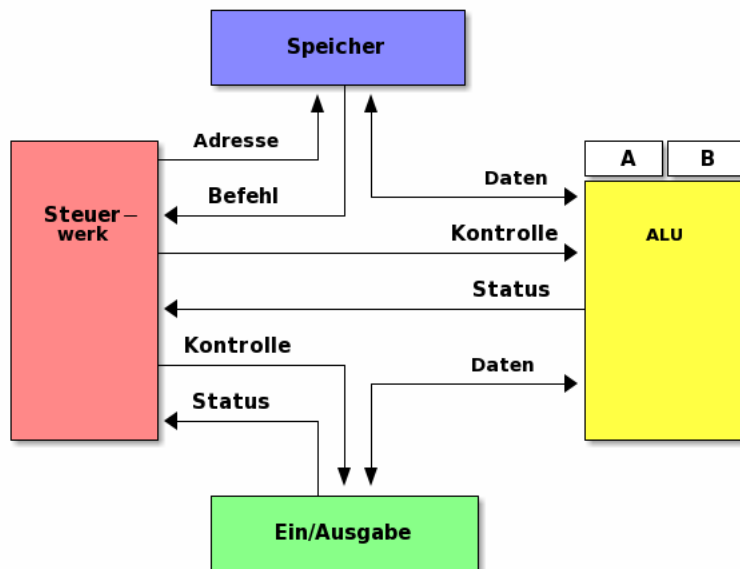 Speicher
Adresse
A
B
Daten
Befehl
Steuer-
werk
Kontrolle
ALU
Status
Kontrolle
Daten
Status
Ein/Ausgabe